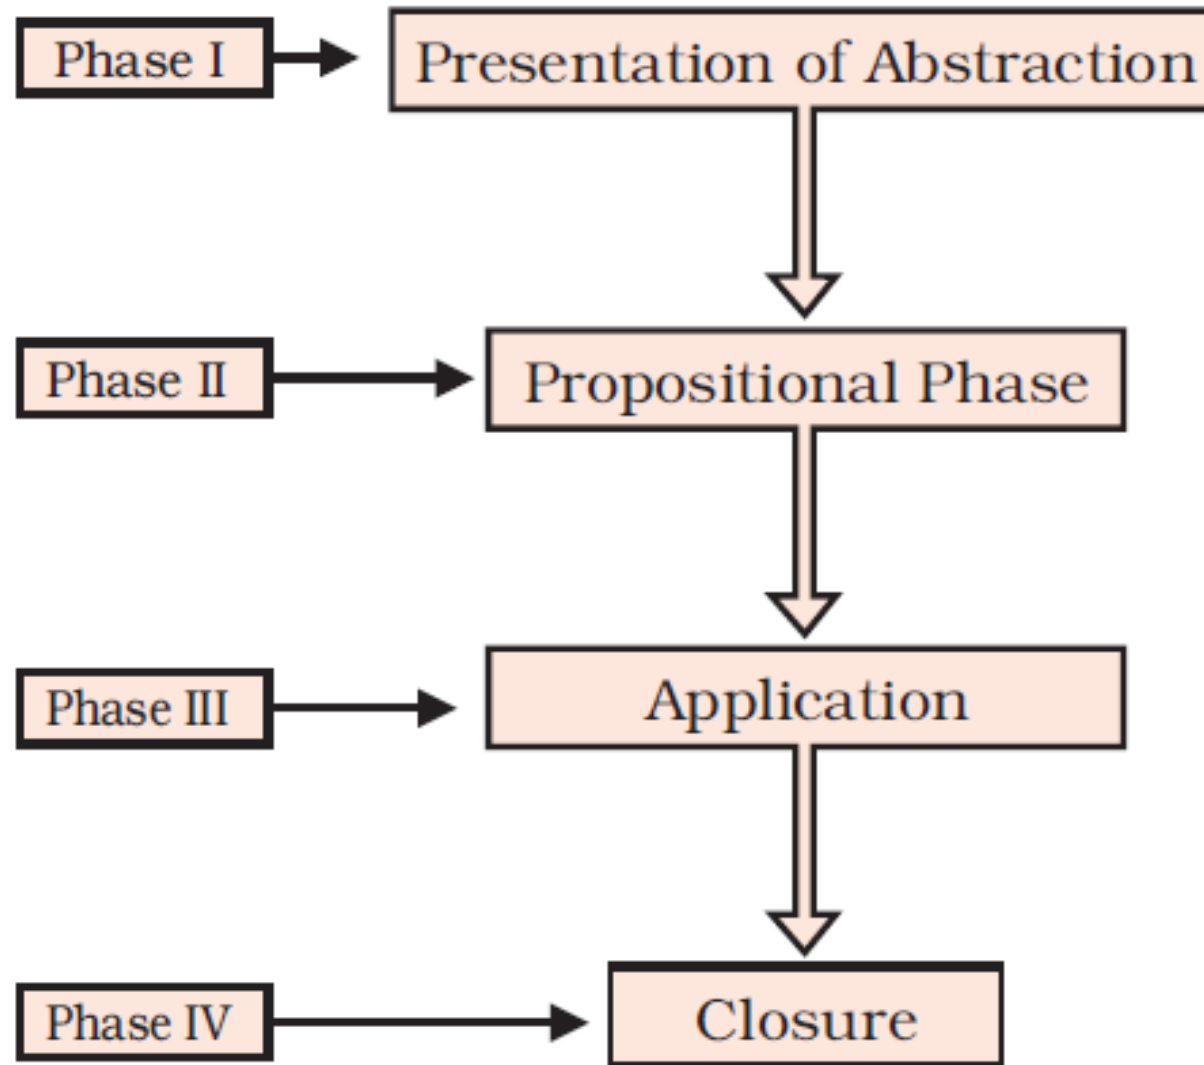 Phase I
Presentation of Abstraction
Phase II
Propositional Phase
Phase III
Application
Phase IV
Closure